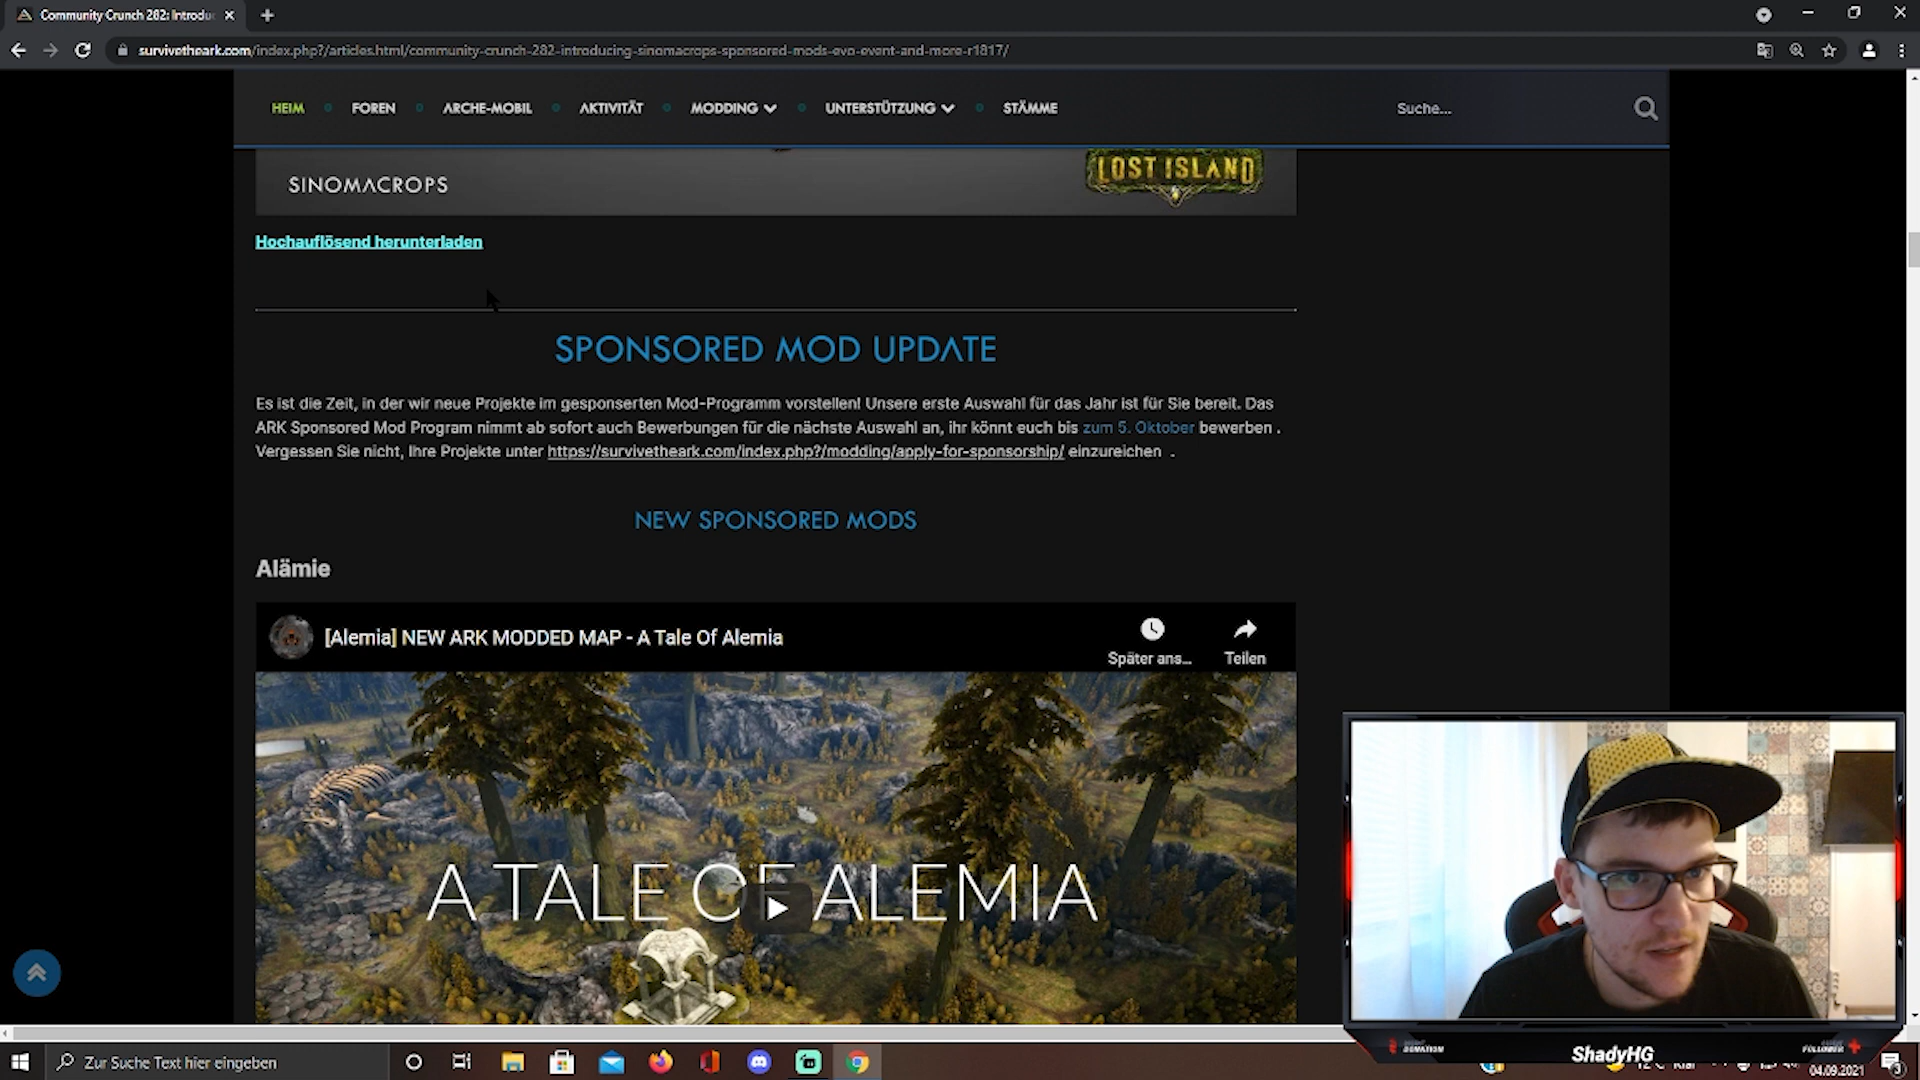 Community Crunch 282: Introdu
survivetheark.com/index.php?/articles.html/community-crunch-282-introducing-sinomacrops-sponsored-mods-evo-event-and-more-r1817/
HEIM
FOREN
ARCHE-MOBIL
AKTIVITÄT
MODDING
UNTERSTÜTZUNG
STÄMME
Suche...
SINOMACROPS
LOST ISLAND
Hochauflösend herunterladen
SPONSORED MOD UPDATE
Es ist die Zeit, in der wir neue Projekte im gesponserten Mod-Programm vorstellen! Unsere erste Auswahl für das Jahr ist für Sie bereit. Das
ARK Sponsored Mod Program nimmt ab sofort auch Bewerbungen für die nächste Auswahl an, ihr könnt euch bis zum 5. Oktober bewerben .
Vergessen Sie nicht, Ihre Projekte unter https://survivetheark.com/index.php?/modding/apply-for-sponsorship/ einzureichen .
NEW SPONSORED MODS
Alämie
[Alemia] NEW ARK MODDED MAP - A Tale Of Alemia
Später ans...
Teilen
A TALE OF ALEMIA
DONATION
ShadyHG
FOLLOWER
Zur Suche Text hier eingeben
12°C Klar
04.09.2021
3